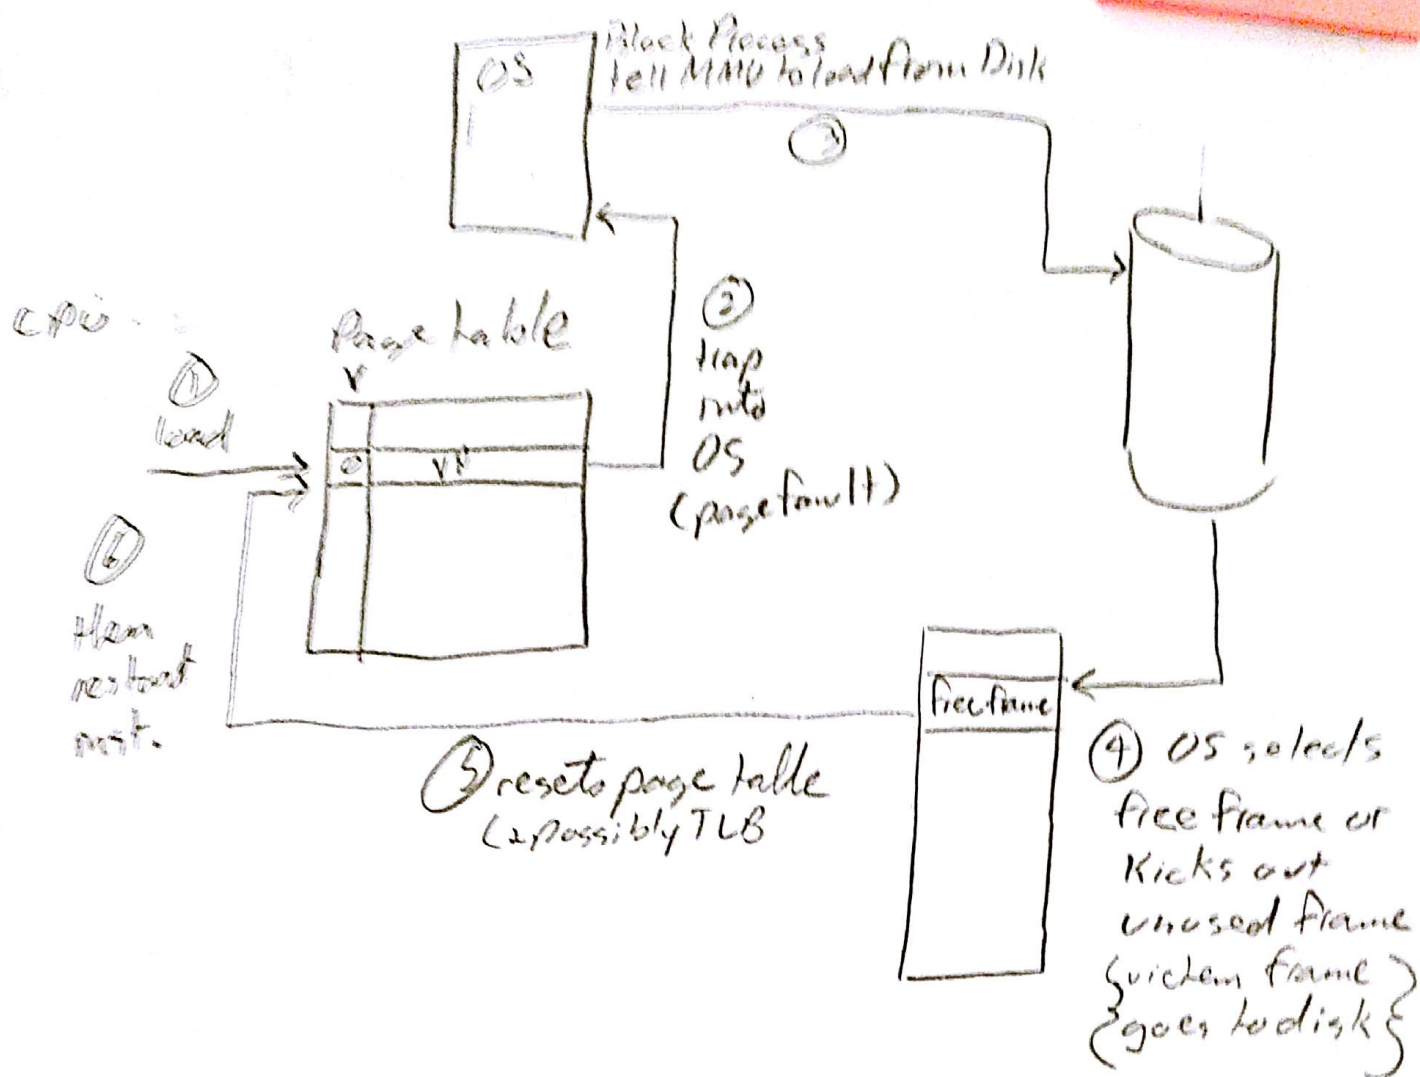 OS
Block Process
tell MMU to load from Disk
3
cpu
Page table
V
1
load
0
VN
2
trap
into
OS
(page fault)
6
then
restart
inst.
free frame
5 resets page table
(& possibly TLB
4 OS selects
free frame or
Kicks out
unused frame
{victem frame}
{goes to disk}